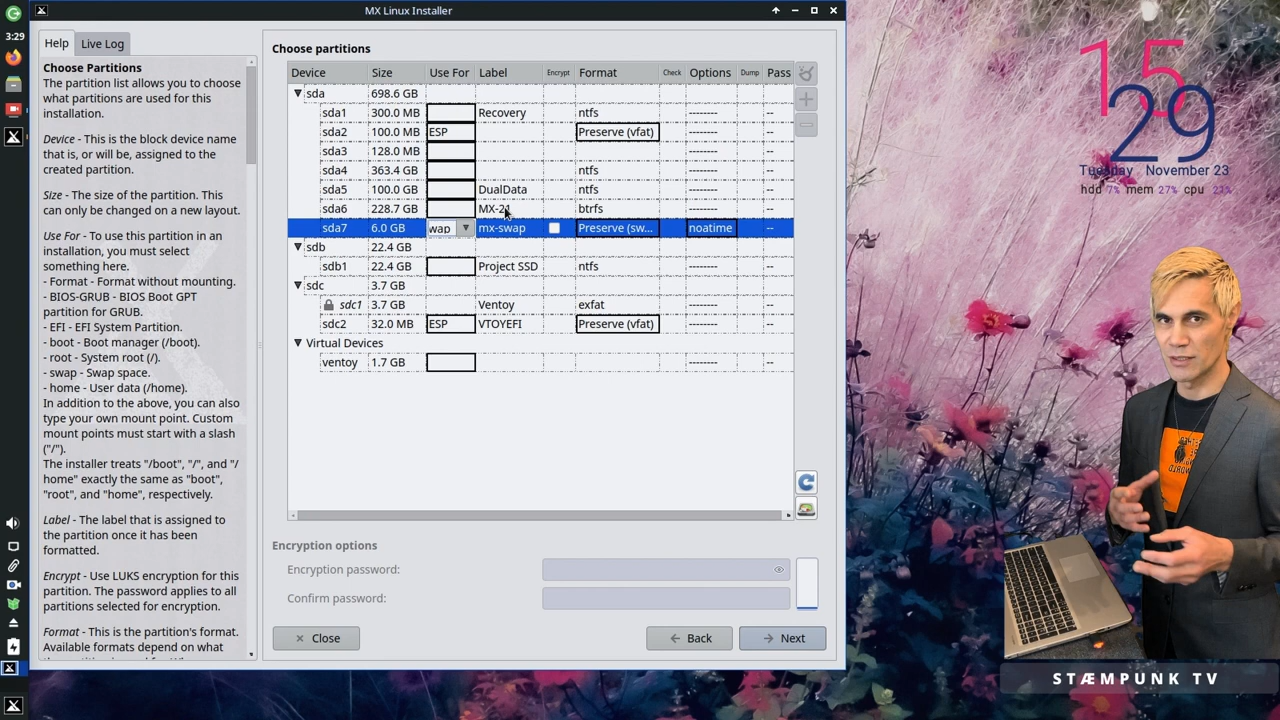 MX Linux Installer
3:29
Help
Live Log
Choose Partitions
The partition list allows you to choose
what partitions are used for this
installation.
Device - This is the block device name
that is, or will be, assigned to the
created partition.
Size - The size of the partition. This
can only be changed on a new layout.
Use For - To use this partition in an
installation, you must select
something here.
- Format - Format without mounting.
- BIOS-GRUB - BIOS Boot GPT
partition for GRUB.
- EFI - EFI System Partition.
- boot - Boot manager (/boot).
- root - System root (/).
- swap - Swap space.
- home - User data (/home).
In addition to the above, you can also
type your own mount point. Custom
mount points must start with a slash
("/").
The installer treats "/boot", "/", and "/
home" exactly the same as "boot",
"root", and "home", respectively.
Label - The label that is assigned to
the partition once it has been
formatted.
Encrypt - Use LUKS encryption for this
partition. The password applies to all
partitions selected for encryption.
Format - This is the partition's format.
Available formats depend on what
Choose partitions
Device Size Use For Label Encrypt Format Check Options Dump Pass
sda 698.6 GB
sda1 300.0 MB Recovery ntfs -------- --
sda2 100.0 MB ESP Preserve (vfat) -------- --
sda3 128.0 MB -------- --
sda4 363.4 GB ntfs -------- --
sda5 100.0 GB DualData ntfs -------- --
sda6 228.7 GB MX-21 btrfs -------- --
sda7 6.0 GB wap mx-swap Preserve (sw... noatime --
sdb 22.4 GB
sdb1 22.4 GB Project SSD ntfs -------- --
sdc 3.7 GB
sdc1 3.7 GB Ventoy exfat -------- --
sdc2 32.0 MB ESP VTOYEFI Preserve (vfat) -------- --
Virtual Devices
ventoy 1.7 GB -------- --
Encryption options
Encryption password:
Confirm password:
Close
Back
Next
15
29
Tuesday November 23
hdd 7% mem 27% cpu 21%
STÆMPUNK TV